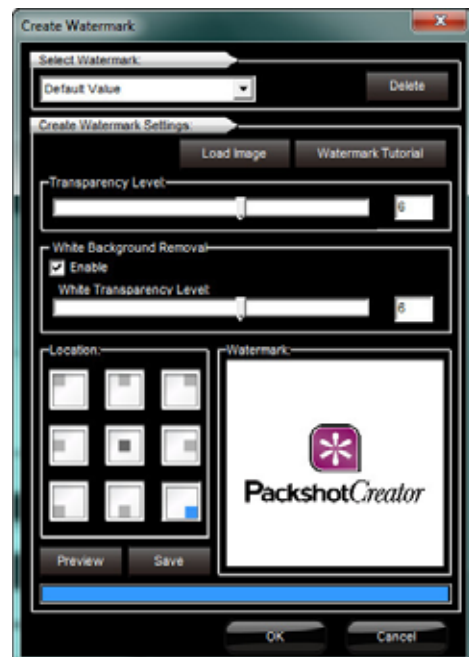 Create Watermark
Select Watermark:
Default Value
Delete
Create Watermark Settings:
Load Image
Watermark Tutorial
Transparency Level:
6
White Background Removal
Enable
White Transparency Level:
6
Location:
Watermark:
PackshotCreator
Preview
Save
OK
Cancel